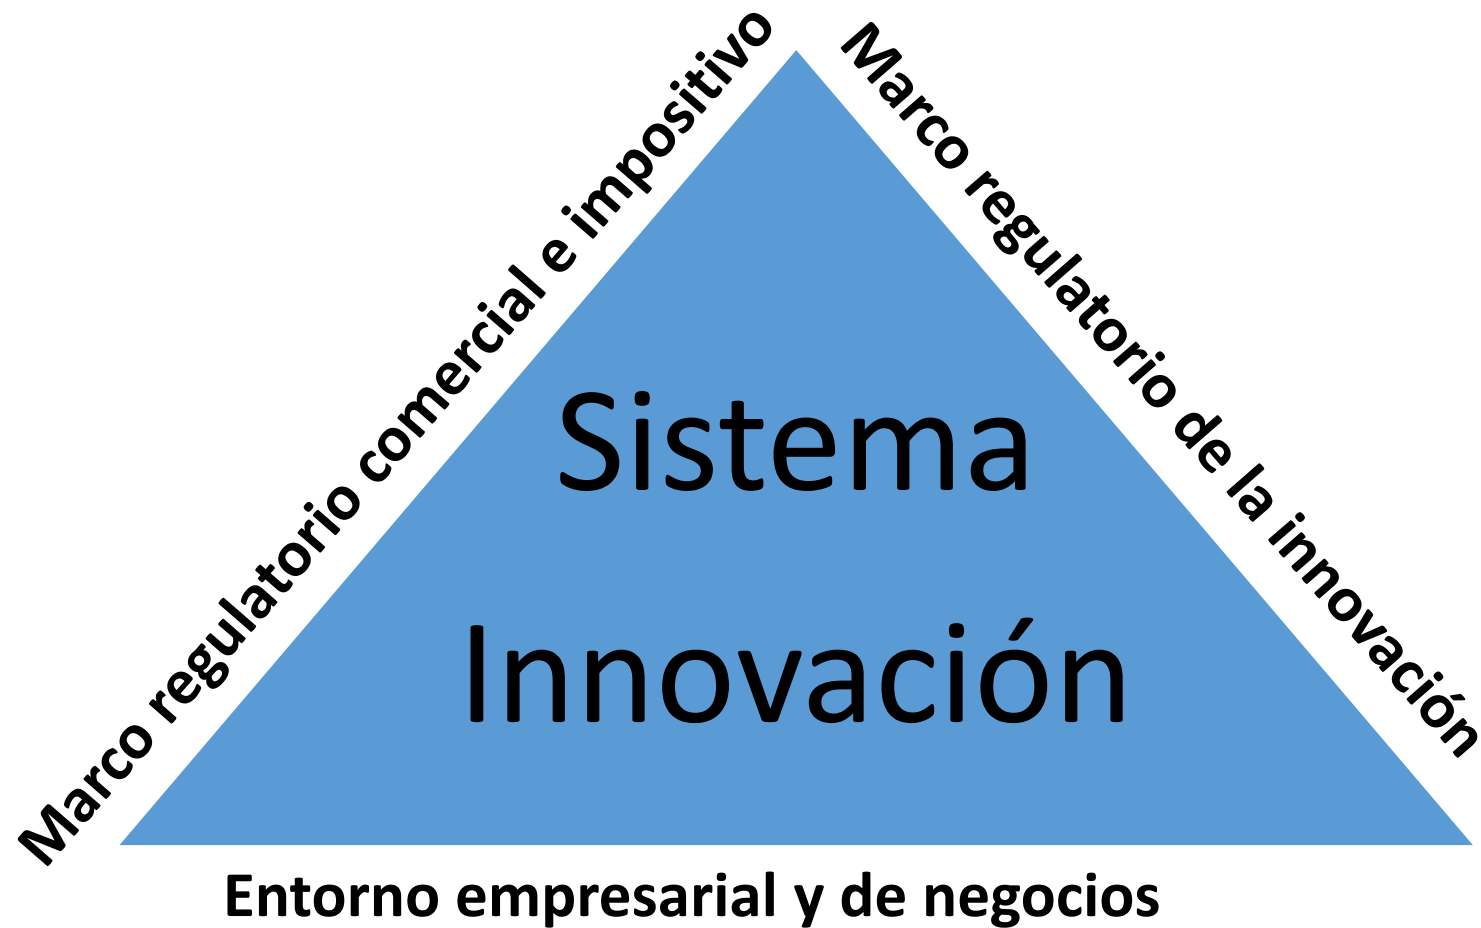 Marco regulatorio comercial e impositivo
Marco regulatorio de la innovación
Sistema
Innovación
Entorno empresarial y de negocios